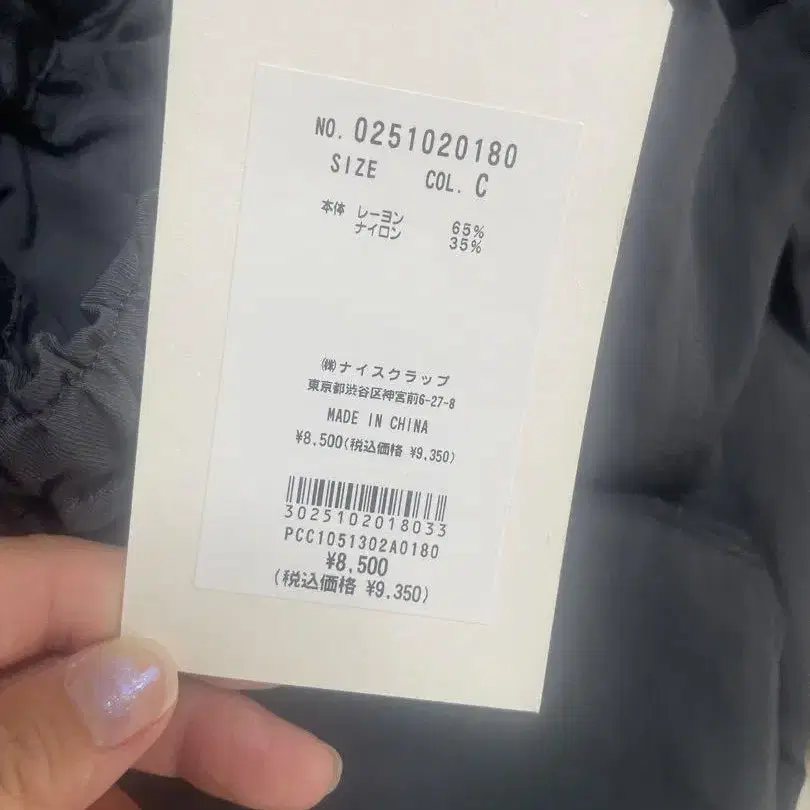 NO. 0251020180
SIZE COL. C
本体 レーヨン 65%
ナイロン 35%
㈱ナイスクラップ
東京都渋谷区神宮前6-27-8
MADE IN CHINA
¥8,500(税込価格 ¥9,350)
3025102018033
PCC1051302A0180
¥8,500
(税込価格 ¥9,350)